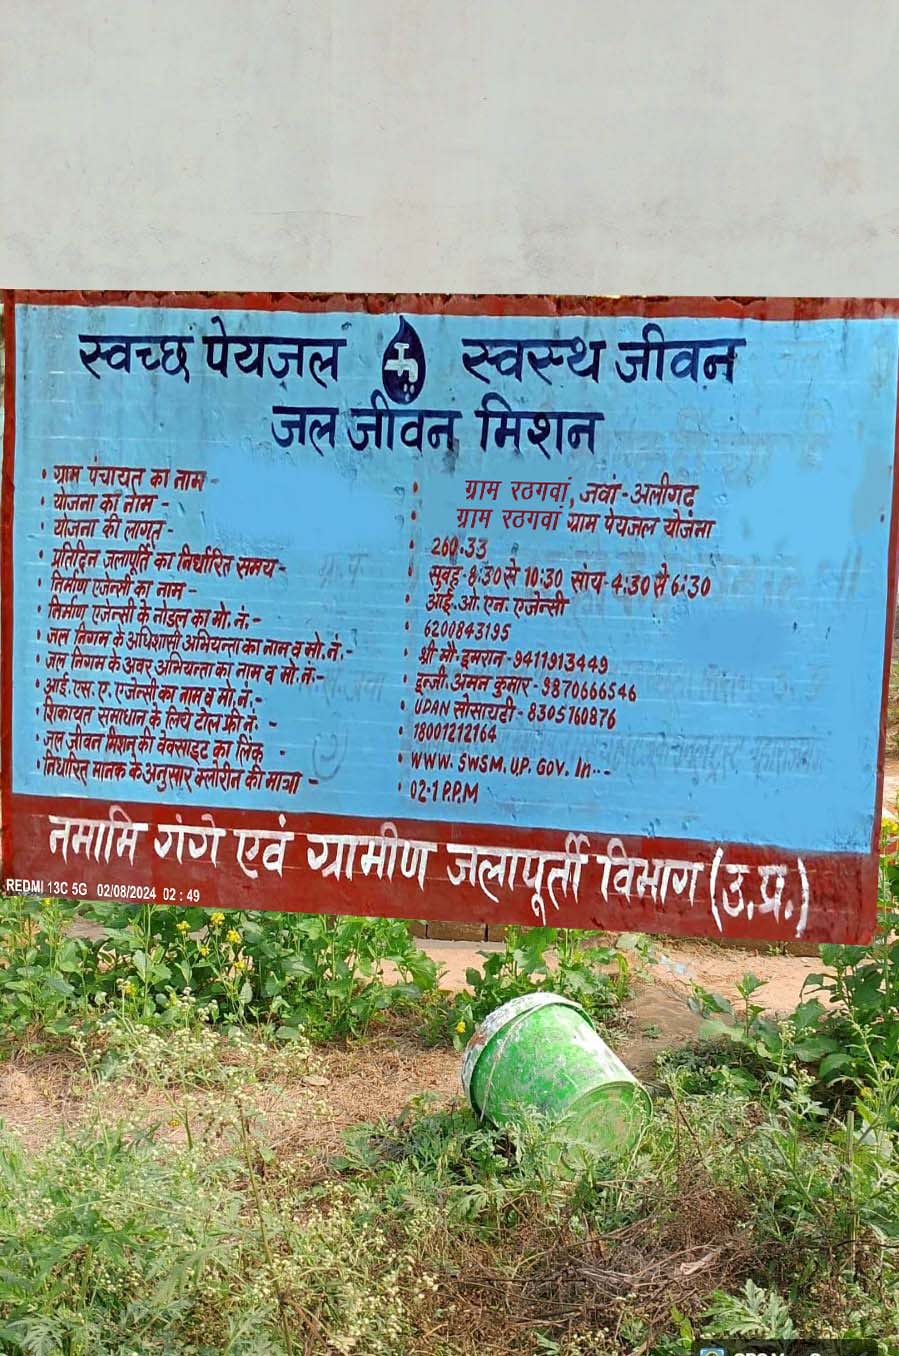 स्वच्छ पेयजल स्वस्थ जीवन
जल जीवन मिशन
• ग्राम पंचायत का नाम - • ग्राम रठगवां, जवां - अलीगढ़
• योजना का नाम - • ग्राम रठगवां ग्राम पेयजल योजना
• योजना की लागत - • 260.33
• प्रतिदिन जलापूर्ति का निर्धारित समय - • सुबह - 8:30 से 10:30 सांय - 4:30 से 6:30
• निर्माण एजेन्सी का नाम - • आई. ओ. एन. एजेन्सी
• निर्माण एजेन्सी के नोडल का मो. नं. - • 6200843195
• जल निगम के अधिशासी अभियन्ता का नाम व मो. नं. - • श्री मौ. इमरान - 9411913449
• जल निगम के अवर अभियन्ता का नाम व मो. नं. - • इन्जी. अमन कुमार - 9870666546
• आई. एस. ए. एजेन्सी का नाम व मो. नं. - • UDAN सोसायटी - 8305760876
• शिकायत समाधान के लिये टोल फ्री नं. - • 18001212164
• जल जीवन मिशन की वेक्साइट का लिंक - • WWW. SWSM. UP. GOV. In -
• निर्धारित मानक के अनुसार क्लोरीन की मात्रा - • 02-1 P.P.M
नमामि गंगे एवं ग्रामीण जलापूर्ती विभाग (उ.प्र.)
REDMI 13C 5G 02/08/2024 02 : 49